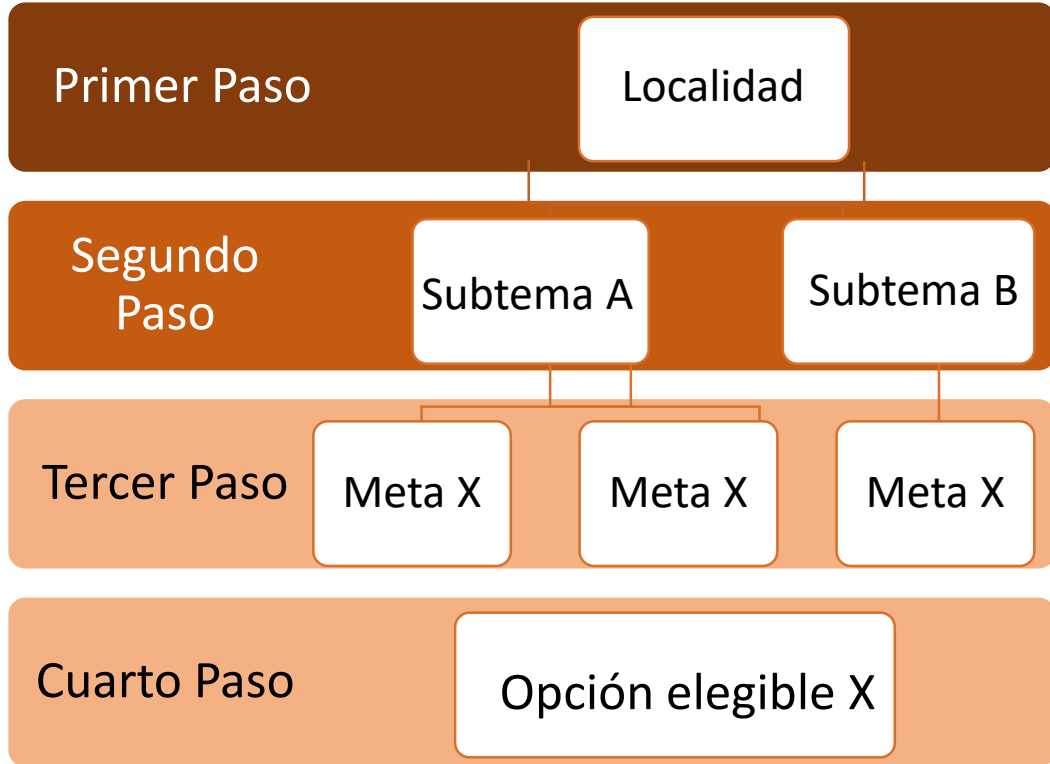 Primer Paso
Localidad
Segundo
Paso
Subtema A
Subtema B
Tercer Paso
Meta X
Meta X
Meta X
Cuarto Paso
Opción elegible X